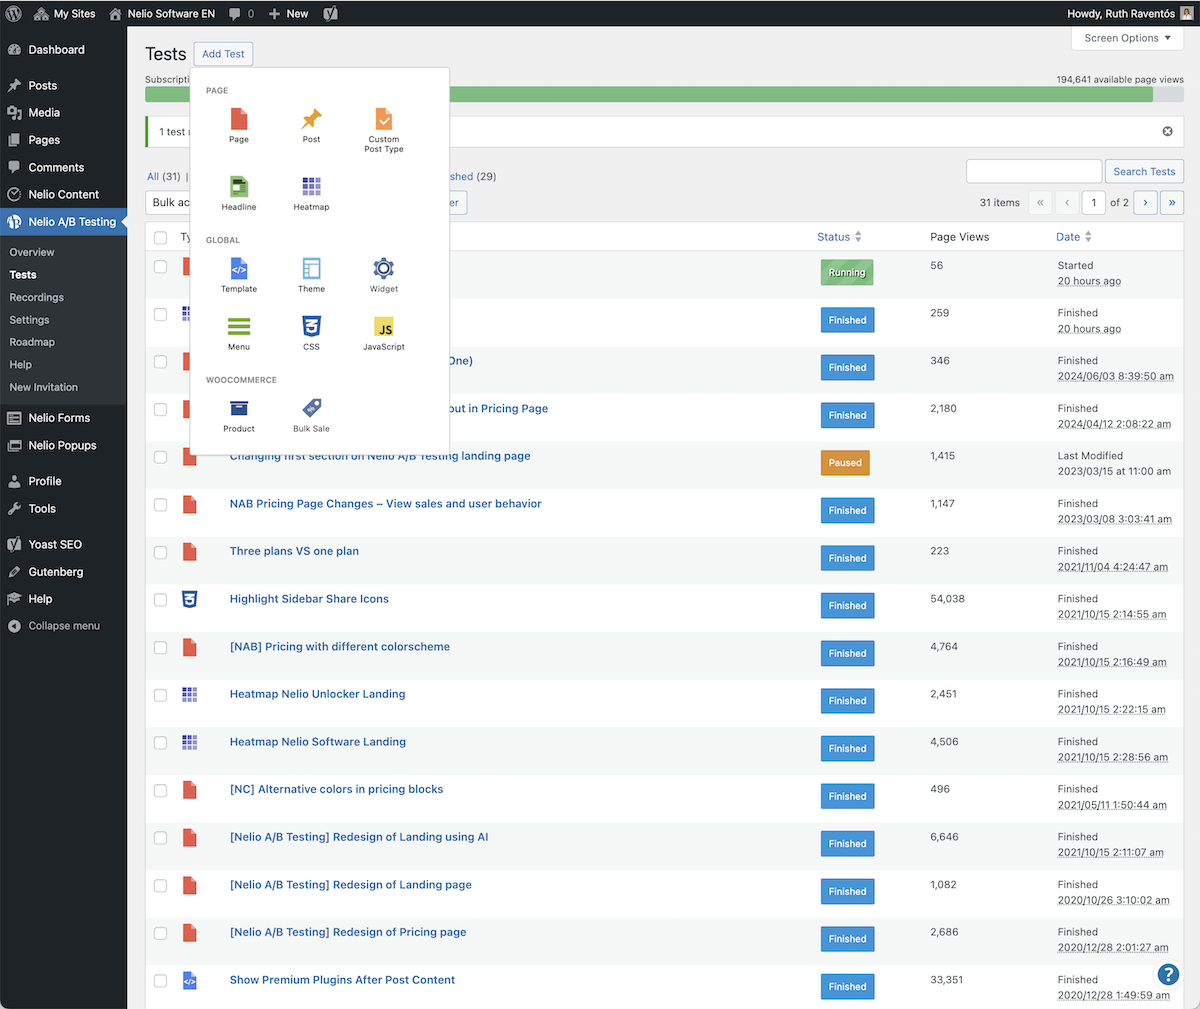 My Sites Nelio Software EN 0 New Howdy, Ruth Raventós
Screen Options
Dashboard
Posts
Media
Pages
Comments
Nelio Content
Nelio A/B Testing
Overview
Tests
Recordings
Settings
Roadmap
Help
New Invitation
Nelio Forms
Nelio Popups
Profile
Tools
Yoast SEO
Gutenberg
Help
Collapse menu
Tests Add Test
194,641 available page views
1 test
PAGE
Page Post Custom
Post Type
Headline Heatmap
GLOBAL
Template Theme Widget
Menu CSS JavaScript
WOOCOMMERCE
Product Bulk Sale
All (31) | (29)
Search Tests
Bulk
31 items « ‹ 1 of 2 › »
Status Page Views Date
Running 56 Started
20 hours ago
Finished 259 Finished
20 hours ago
One) Finished 346 Finished
2024/06/03 8:39:50 am
out in Pricing Page Finished 2,180 Finished
2024/04/12 2:08:22 am
Changing first section on Nelio A/B Testing landing page Paused 1,415 Last Modified
2023/03/15 at 11:00 am
NAB Pricing Page Changes – View sales and user behavior Finished 1,147 Finished
2023/03/08 3:03:41 am
Three plans VS one plan Finished 223 Finished
2021/11/04 4:24:47 am
Highlight Sidebar Share Icons Finished 54,038 Finished
2021/10/15 2:14:55 am
[NAB] Pricing with different colorscheme Finished 4,764 Finished
2021/10/15 2:16:49 am
Heatmap Nelio Unlocker Landing Finished 2,451 Finished
2021/10/15 2:22:15 am
Heatmap Nelio Software Landing Finished 4,506 Finished
2021/10/15 2:28:56 am
[NC] Alternative colors in pricing blocks Finished 496 Finished
2021/05/11 1:50:44 am
[Nelio A/B Testing] Redesign of Landing using AI Finished 6,646 Finished
2021/10/15 2:11:07 am
[Nelio A/B Testing] Redesign of Landing page Finished 1,082 Finished
2020/10/26 3:10:02 am
[Nelio A/B Testing] Redesign of Pricing page Finished 2,686 Finished
2020/12/28 2:01:27 am
Show Premium Plugins After Post Content Finished 33,351 Finished
2020/12/28 1:49:59 am
?